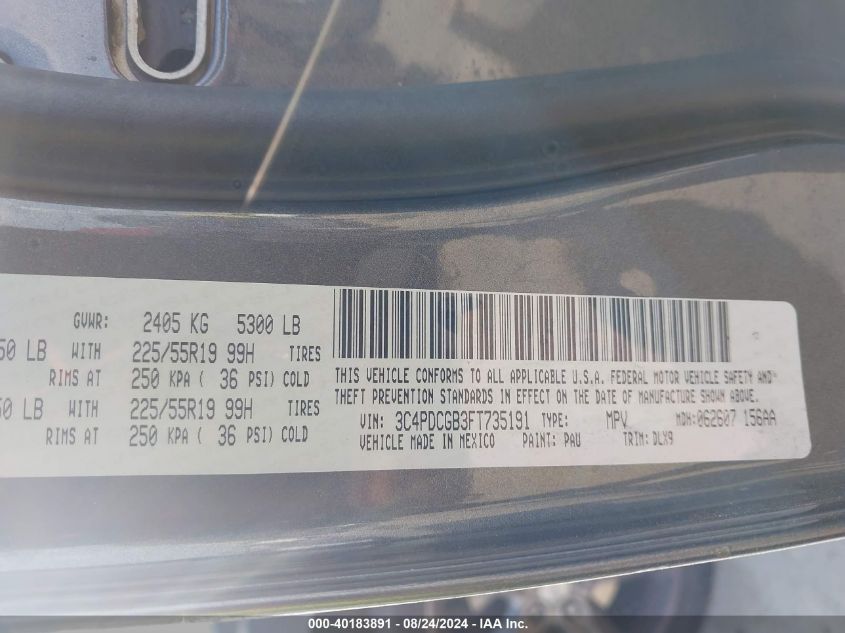 GVWR: 2405 KG 5300 LB
50 LB WITH 225/55R19 99H TIRES
RIMS AT 250 KPA ( 36 PSI) COLD
50 LB WITH 225/55R19 99H TIRES
RIMS AT 250 KPA ( 36 PSI) COLD
THIS VEHICLE CONFORMS TO ALL APPLICABLE U.S.A. FEDERAL MOTOR VEHICLE SAFETY AND
THEFT PREVENTION STANDARDS IN EFFECT ON THE DATE OF MANUFACTURE SHOWN ABOVE.
VIN: 3C4PDCGB3FT735191 TYPE: MPV MDH: 062607 156AA
VEHICLE MADE IN MEXICO PAINT: PAU TRIM: DLX9
000-40183891 - 08/24/2024 - IAA Inc.